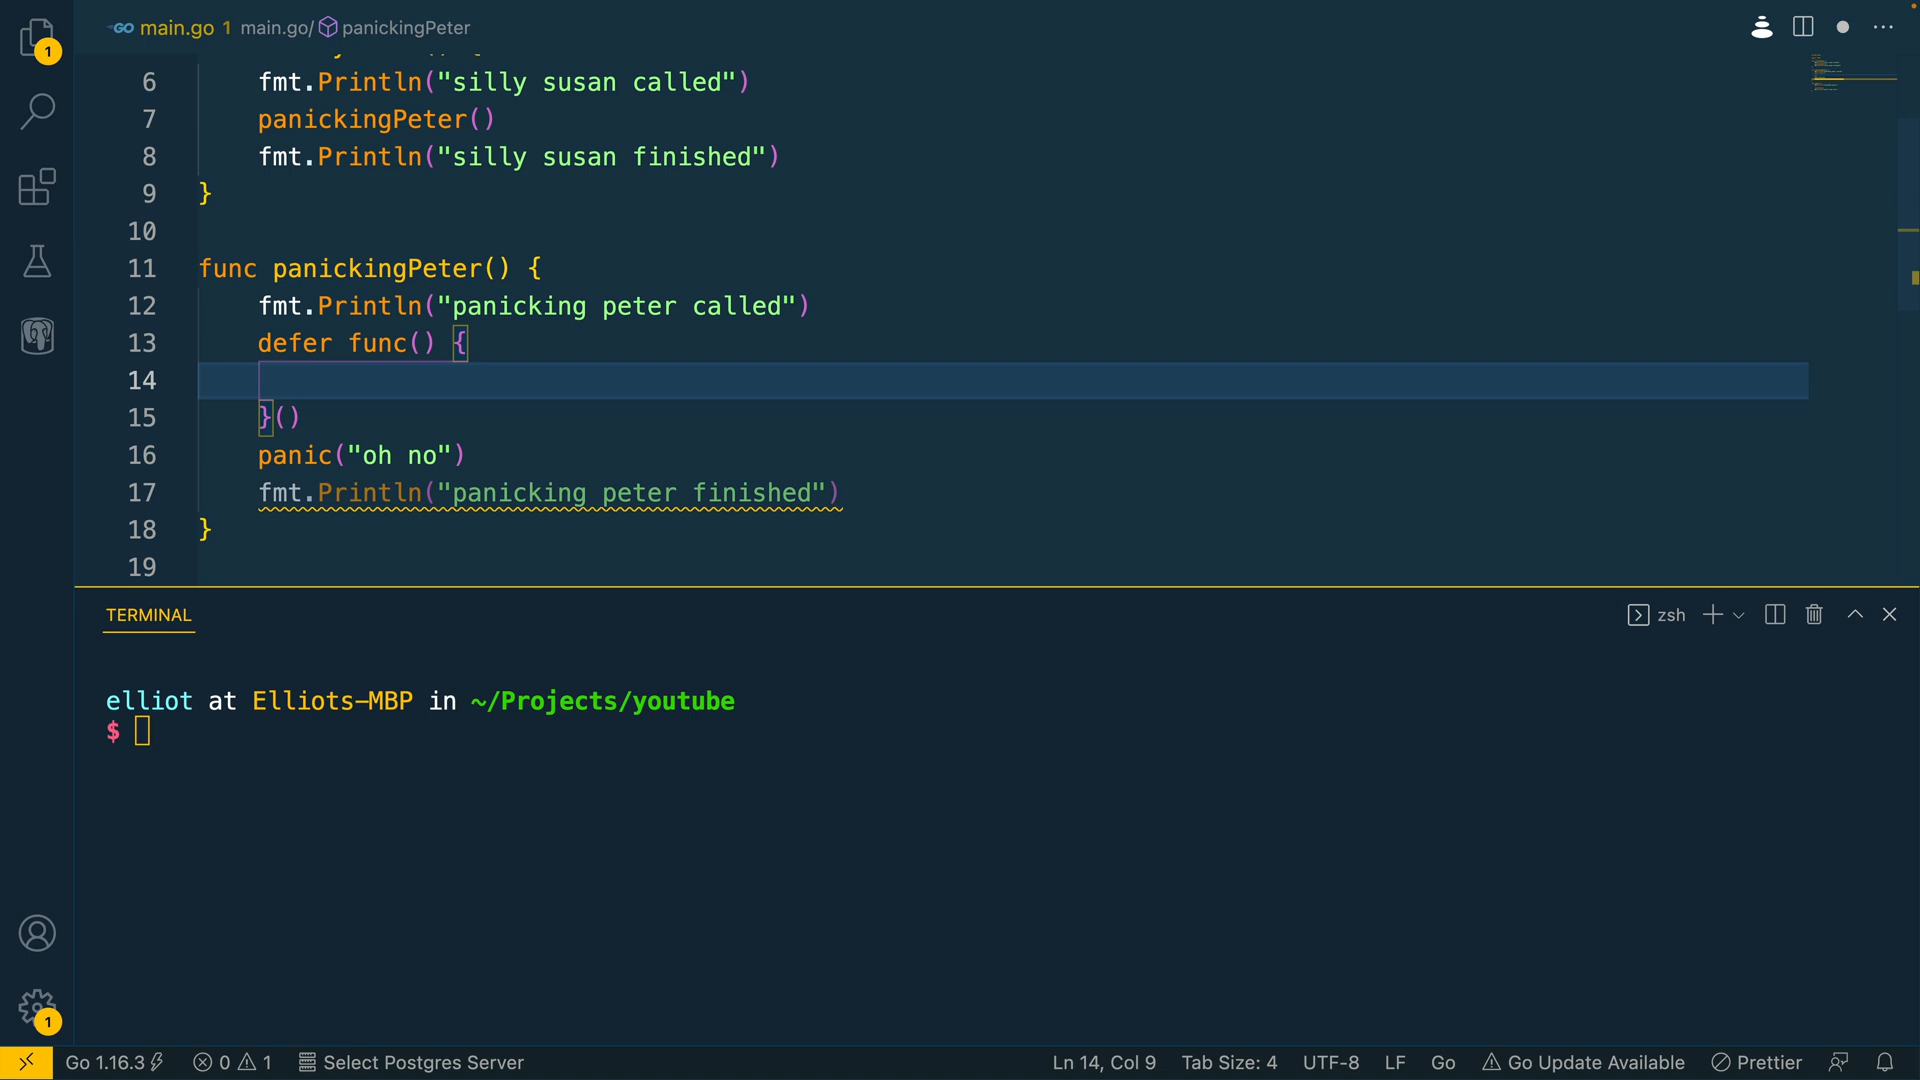 GO main.go 1 main.go/ panickingPeter
1
6 fmt.Println("silly susan called")
7 panickingPeter()
8 fmt.Println("silly susan finished")
9 }
10
11 func panickingPeter() {
12 fmt.Println("panicking peter called")
13 defer func() {
14
15 }()
16 panic("oh no")
17 fmt.Println("panicking peter finished")
18 }
19
TERMINAL
zsh
elliot at Elliots-MBP in ~/Projects/youtube
$
1
Go 1.16.3 0 1 Select Postgres Server Ln 14, Col 9 Tab Size: 4 UTF-8 LF Go Go Update Available Prettier